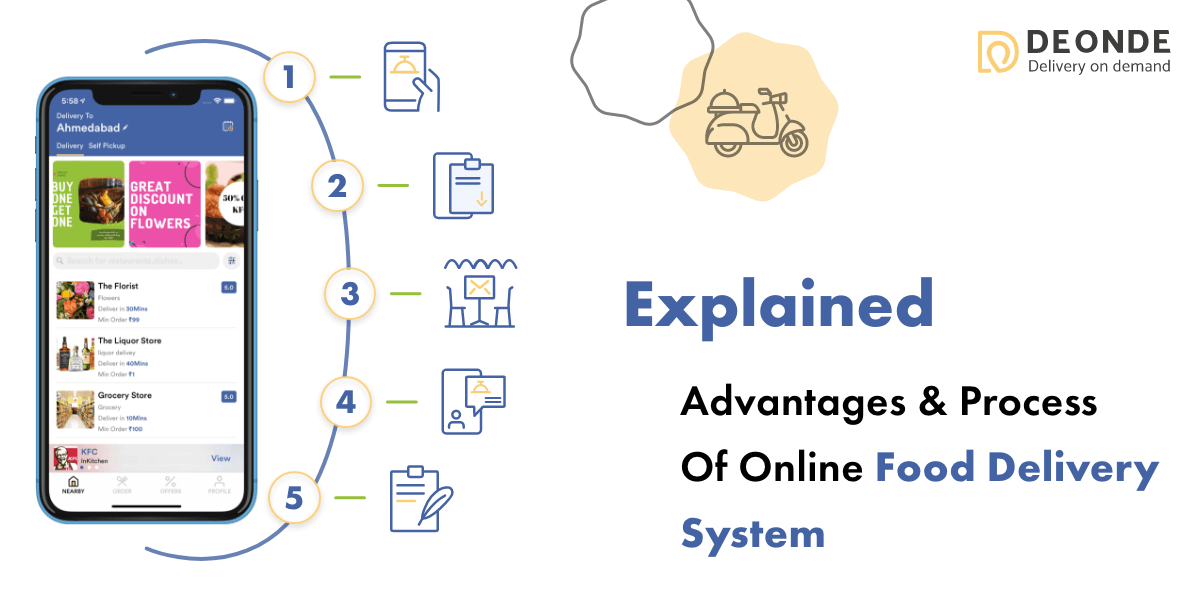 5:58
Delivery To
Ahmedabad
Delivery Self Pickup
BUY
ONE
GET
ONE
GREAT
DISCOUNT
ON
FLOWERS
50%
KF
Search for restaurants, dishes...
The Florist
5.0
Flowers
Deliver in 30Mins
Min Order ₹99
The Liquor Store
liquor delivey
Deliver in 40Mins
Min Order ₹1
Grocery Store
5.0
Grocery
Deliver in 10Mins
Min Order ₹100
KFC
inKitchen
View
NEARBY
ORDER
OFFERS
PROFILE
1
2
3
4
5
DEONDE
Delivery on demand
Explained
Advantages & Process
Of Online Food Delivery
System